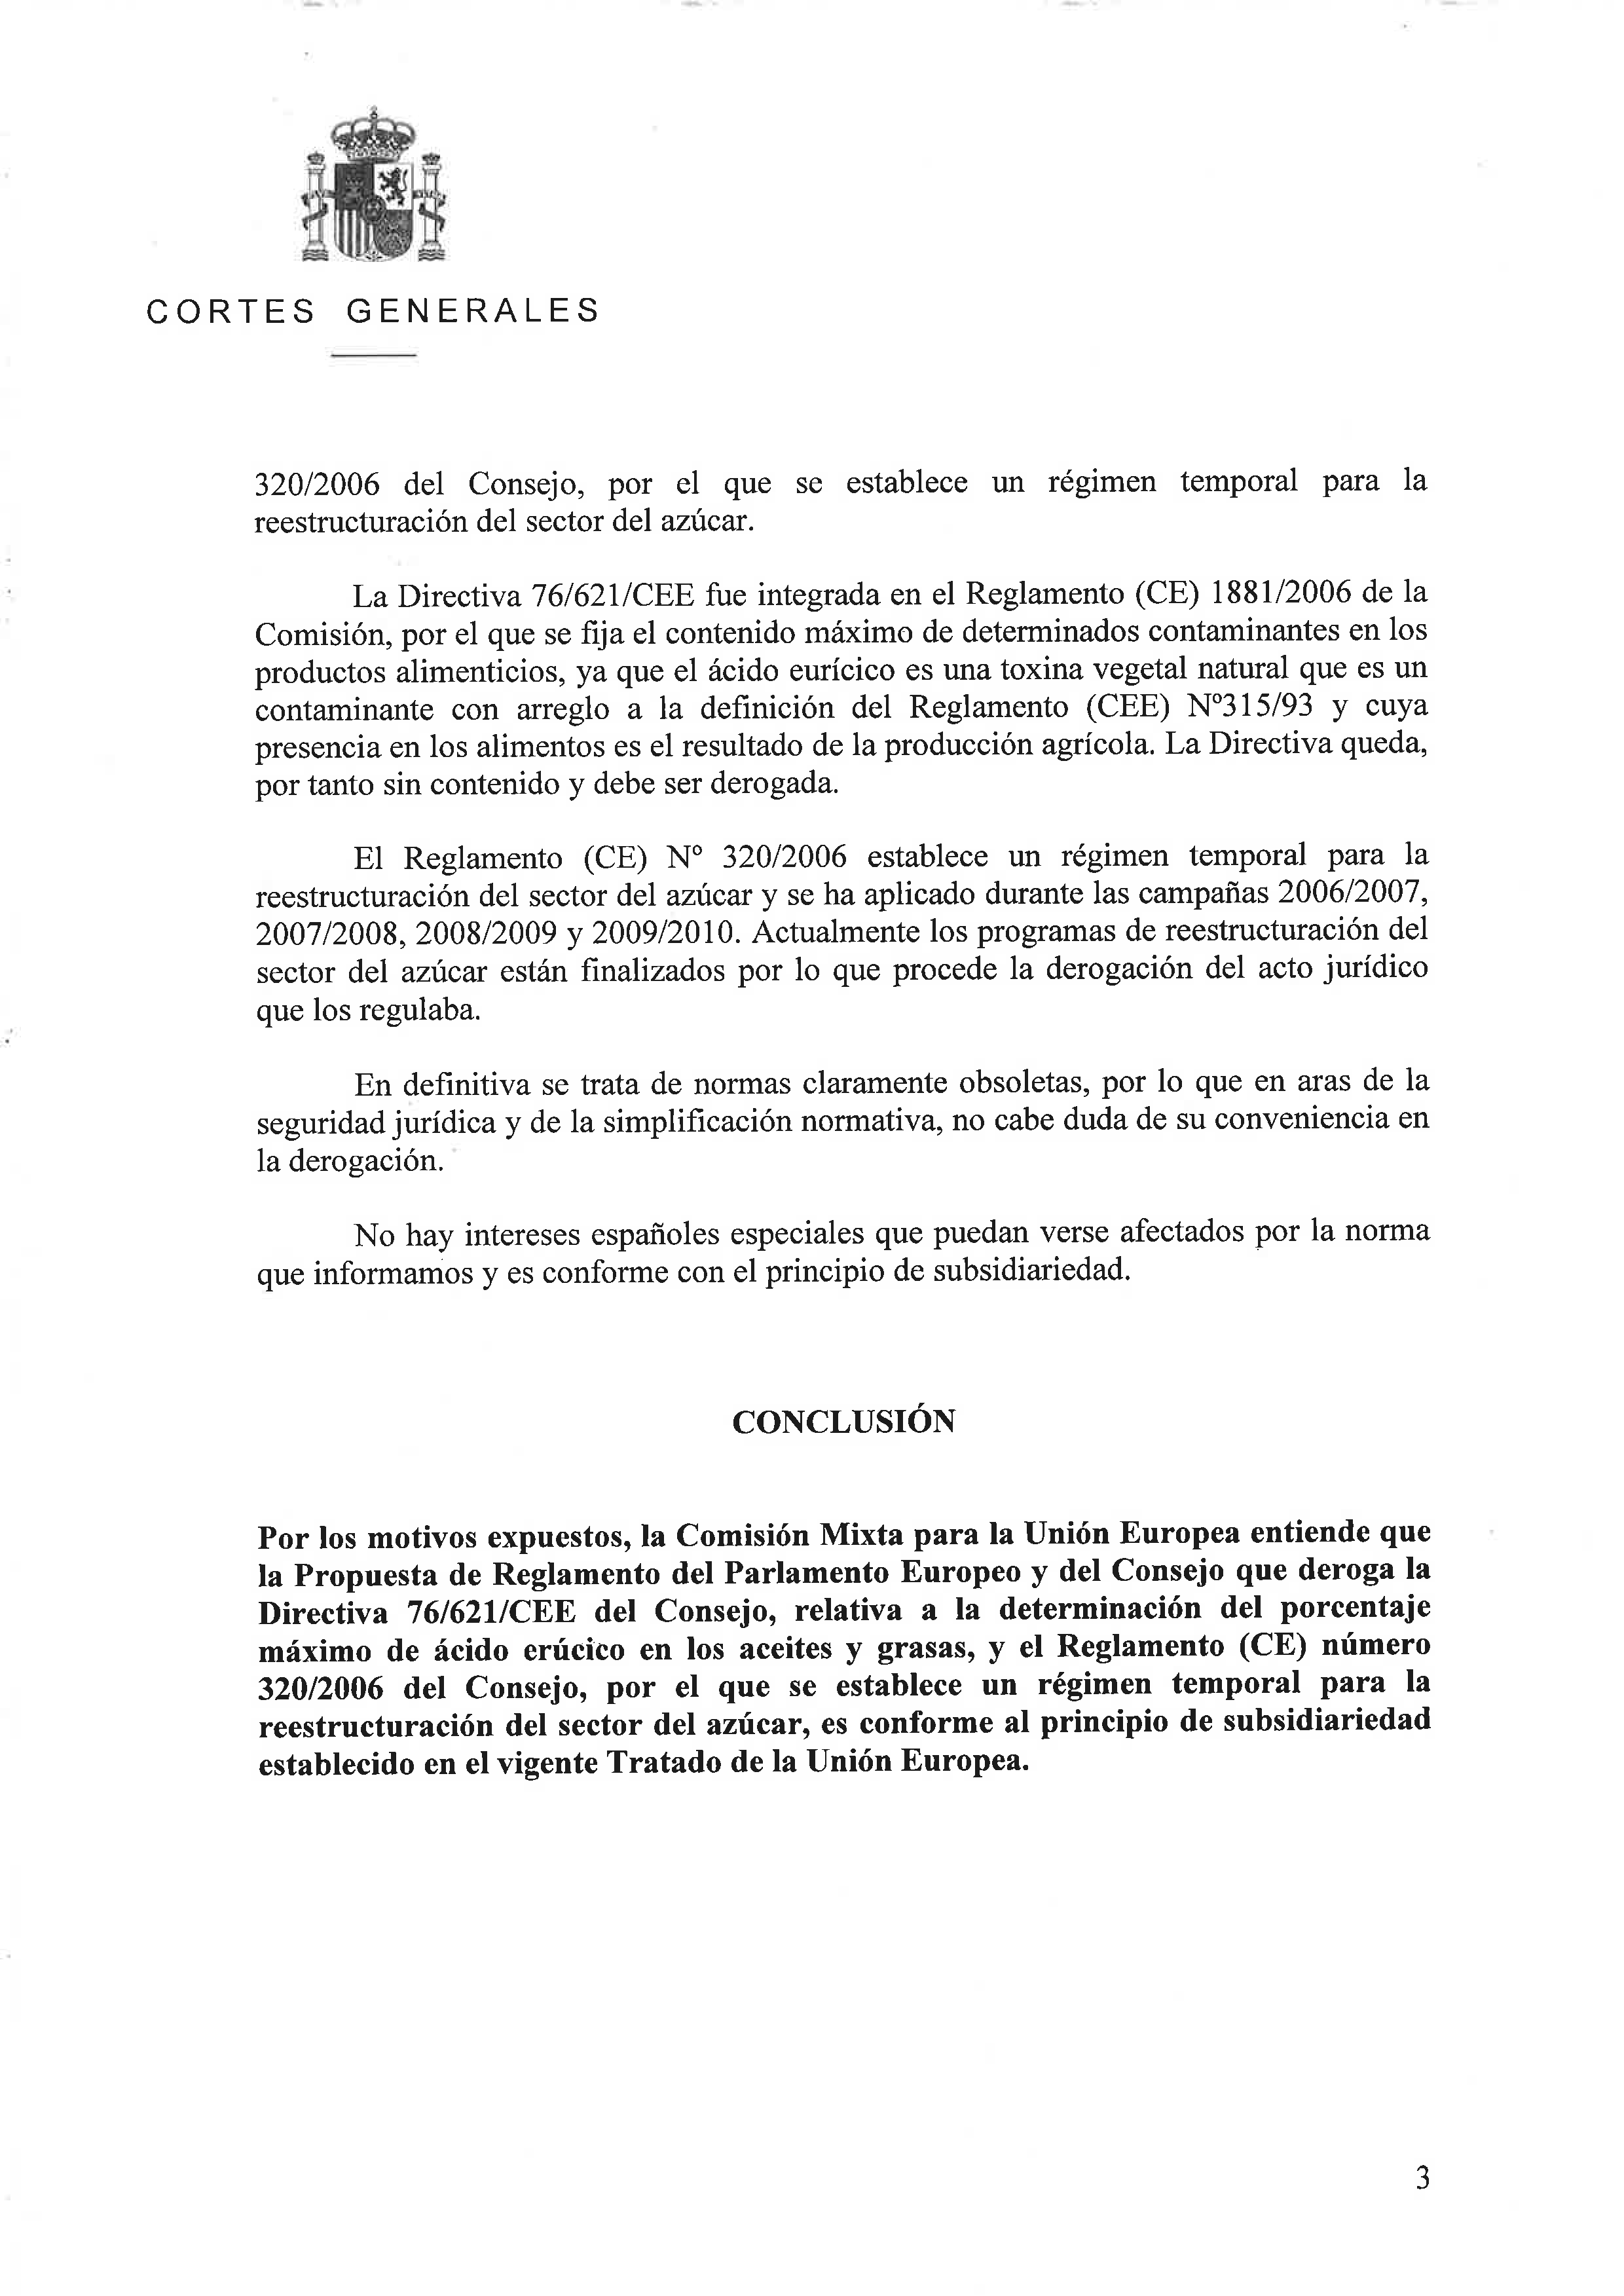 CORTES GENERALES
320/2006 del Consejo, por el que se establece un régimen temporal para la
reestructuración del sector del azúcar.
La Directiva 76/621/CEE fue integrada en el Reglamento (CE) 1881/2006 de la
Comisión, por el que se fija el contenido máximo de determinados contaminantes en los
productos alimenticios, ya que el ácido eurícico es una toxina vegetal natural que es un
contaminante con arreglo a la definición del Reglamento (CEE) Nº315/93 y cuya
presencia en los alimentos es el resultado de la producción agrícola. La Directiva queda,
por tanto sin contenido y debe ser derogada.
El Reglamento (CE) Nº 320/2006 establece un régimen temporal para la
reestructuración del sector del azúcar y se ha aplicado durante las campañas 2006/2007,
2007/2008, 2008/2009 y 2009/2010. Actualmente los programas de reestructuración del
sector del azúcar están finalizados por lo que procede la derogación del acto jurídico
que los regulaba.
En definitiva se trata de normas claramente obsoletas, por lo que en aras de la
seguridad jurídica y de la simplificación normativa, no cabe duda de su conveniencia en
la derogación.
No hay intereses españoles especiales que puedan verse afectados por la norma
que informamos y es conforme con el principio de subsidiariedad.
CONCLUSIÓN
Por los motivos expuestos, la Comisión Mixta para la Unión Europea entiende que
la Propuesta de Reglamento del Parlamento Europeo y del Consejo que deroga la
Directiva 76/621/CEE del Consejo, relativa a la determinación del porcentaje
máximo de ácido erúcico en los aceites y grasas, y el Reglamento (CE) número
320/2006 del Consejo, por el que se establece un régimen temporal para la
reestructuración del sector del azúcar, es conforme al principio de subsidiariedad
establecido en el vigente Tratado de la Unión Europea.
3